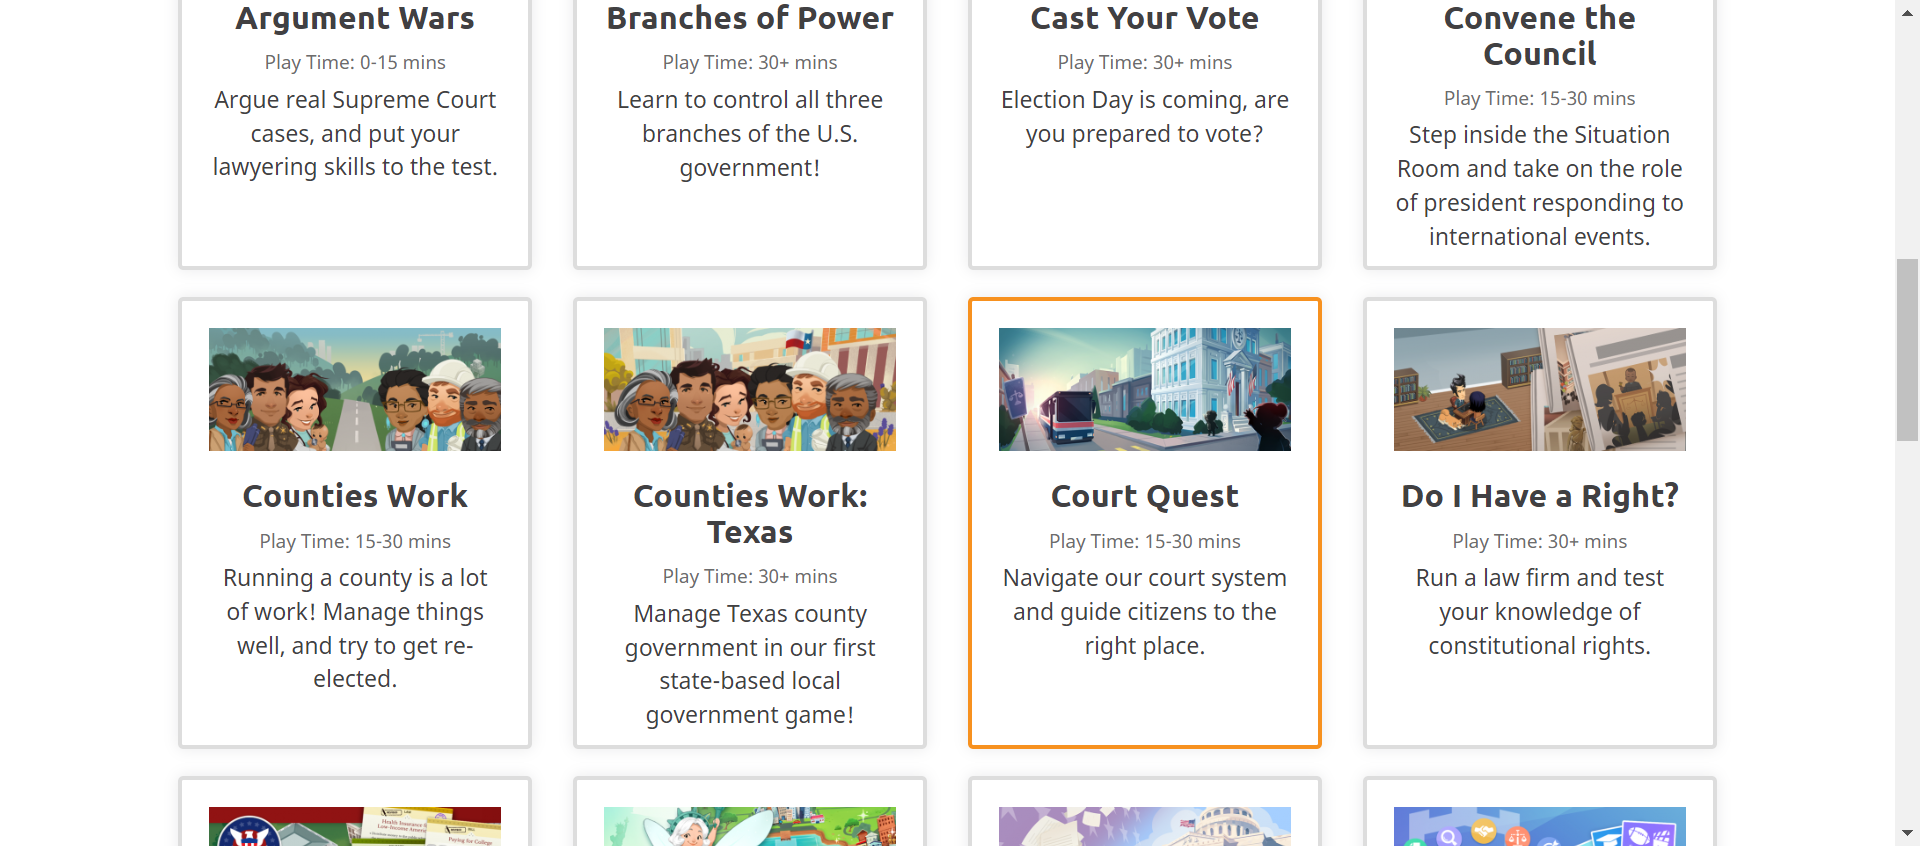 Argument Wars
Play Time: 0-15 mins
Argue real Supreme Court
cases, and put your
lawyering skills to the test.
Branches of Power
Play Time: 30+ mins
Learn to control all three
branches of the U.S.
government!
Cast Your Vote
Play Time: 30+ mins
Election Day is coming, are
you prepared to vote?
Convene the
Council
Play Time: 15-30 mins
Step inside the Situation
Room and take on the role
of president responding to
international events.
Counties Work
Play Time: 15-30 mins
Running a county is a lot
of work! Manage things
well, and try to get re-
elected.
Counties Work:
Texas
Play Time: 30+ mins
Manage Texas county
government in our first
state-based local
government game!
Court Quest
Play Time: 15-30 mins
Navigate our court system
and guide citizens to the
right place.
Do I Have a Right?
Play Time: 30+ mins
Run a law firm and test
your knowledge of
constitutional rights.
Health Insurance
Low-Income
Paying for College